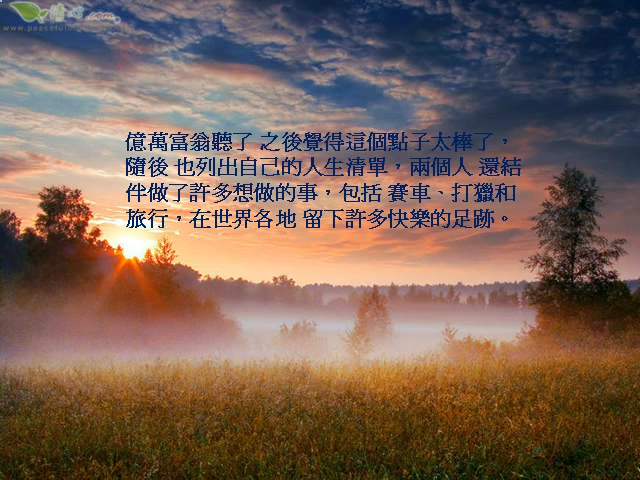 www.peaceful
億萬富翁聽了 之後覺得這個點子太棒了，
隨後 也列出自己的人生清單，兩個人 還結
伴做了許多想做的事，包括 賽車、打獵和
旅行，在世界各地 留下許多快樂的足跡。